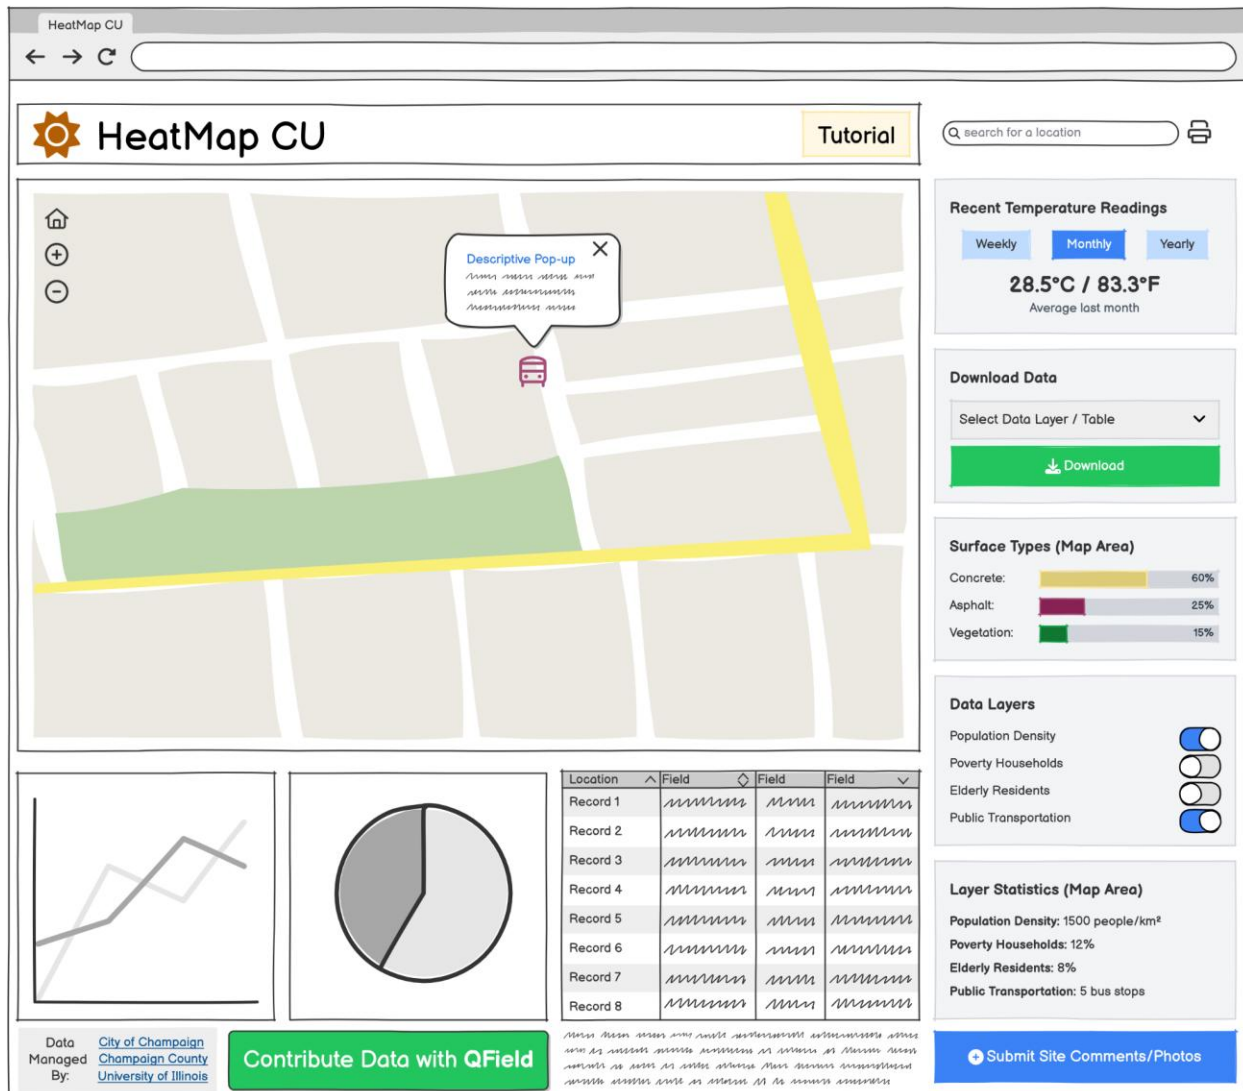 HeatMap CU
HeatMap CU
Tutorial
search for a location
Descriptive Pop-up
Recent Temperature Readings
Weekly Monthly Yearly
28.5°C / 83.3°F
Average last month
Download Data
Select Data Layer / Table
Download
Surface Types (Map Area)
Concrete: 60%
Asphalt: 25%
Vegetation: 15%
Data Layers
Population Density
Poverty Households
Elderly Residents
Public Transportation
Layer Statistics (Map Area)
Population Density: 1500 people/km²
Poverty Households: 12%
Elderly Residents: 8%
Public Transportation: 5 bus stops
Location Field Field Field
Record 1
Record 2
Record 3
Record 4
Record 5
Record 6
Record 7
Record 8
Data
Managed
By:
City of Champaign
Champaign County
University of Illinois
Contribute Data with QField
Submit Site Comments/Photos